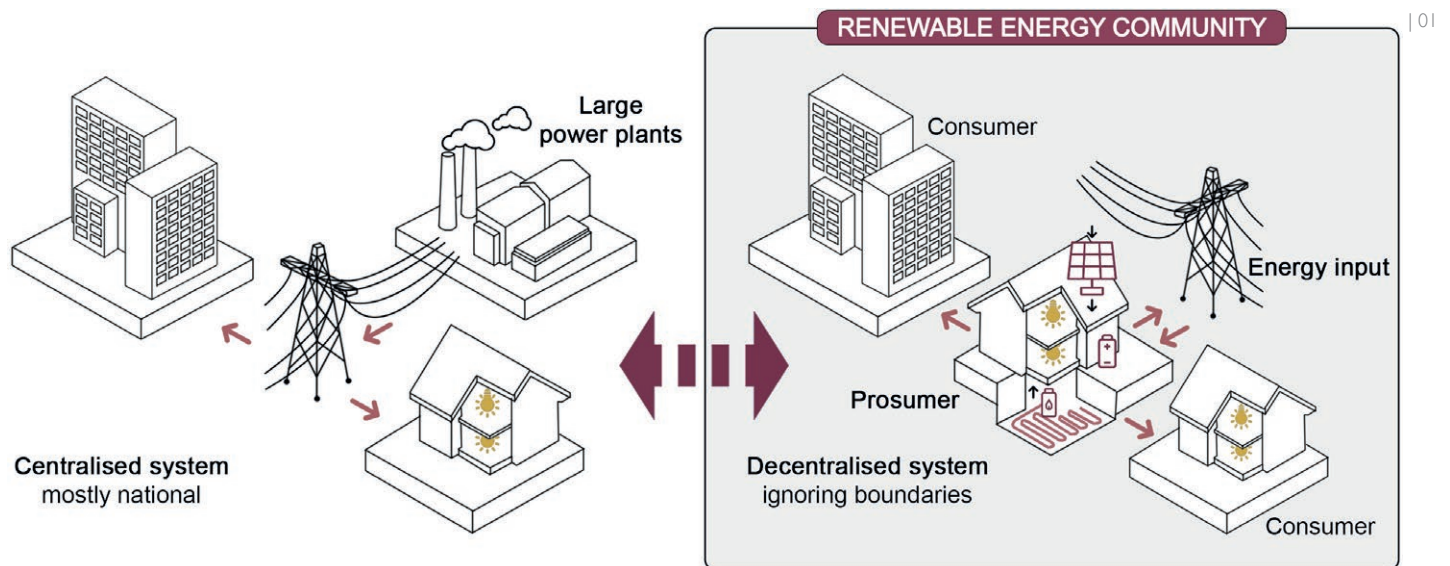 RENEWABLE ENERGY COMMUNITY
| 01
Large
power plants
Consumer
Energy input
Prosumer
Centralised system
mostly national
Decentralised system
ignoring boundaries
Consumer